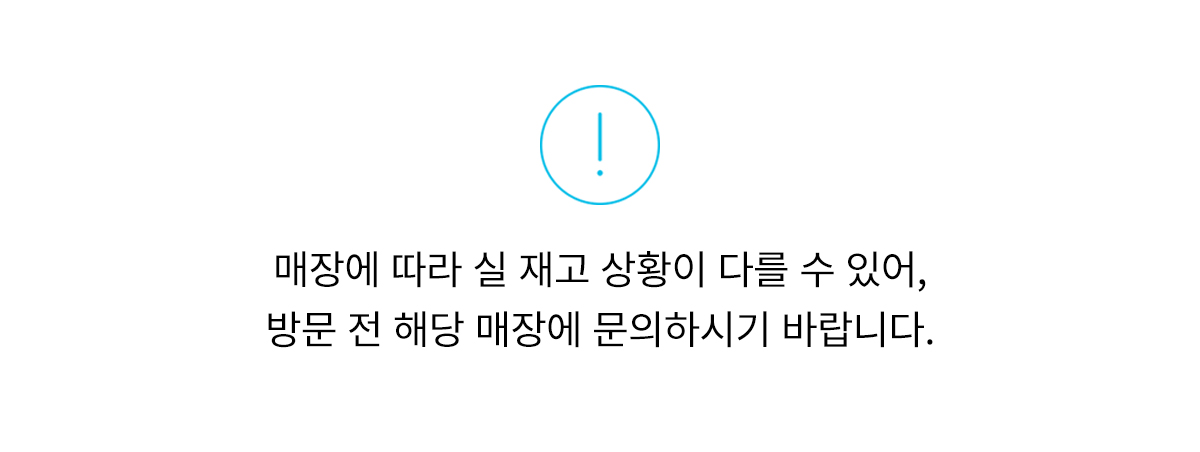 매장에 따라 실 재고 상황이 다를 수 있어,
방문 전 해당 매장에 문의하시기 바랍니다.